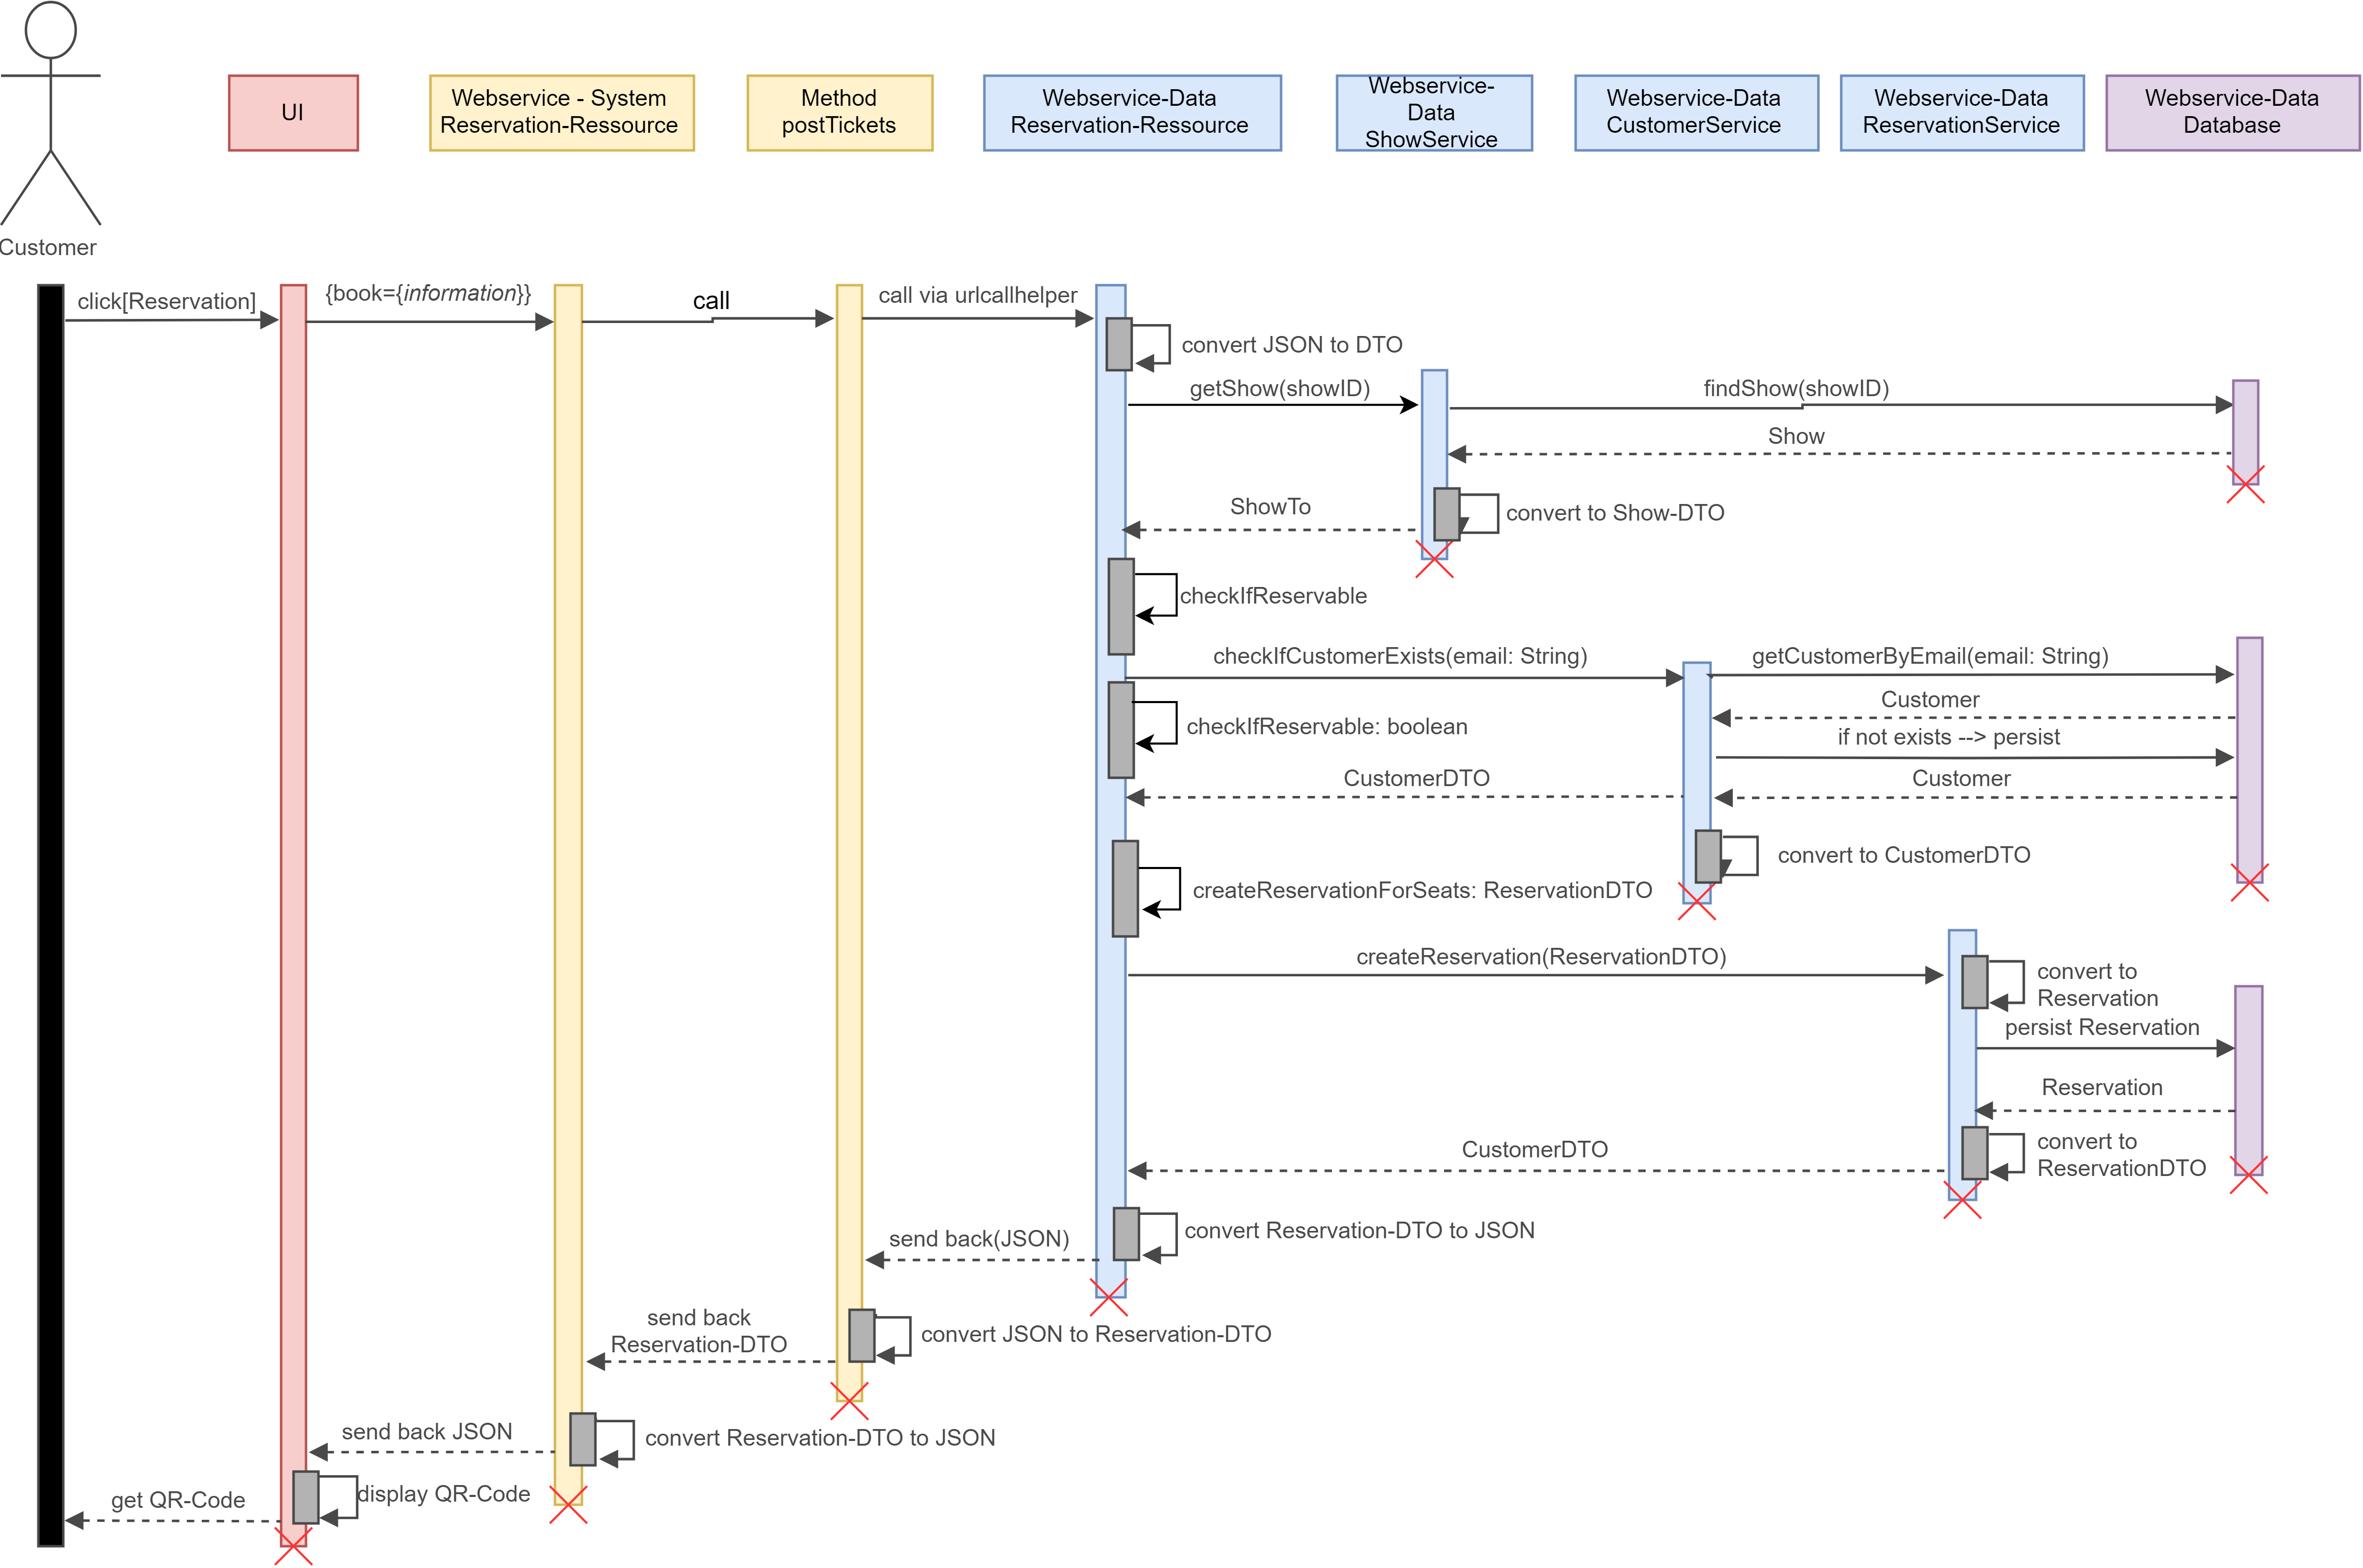 UI
Webservice - System
Reservation-Ressource
Method
postTickets
Webservice-Data
Reservation-Ressource
Webservice-
Data
ShowService
Webservice-Data
CustomerService
Webservice-Data
ReservationService
Webservice-Data
Database
Customer
click[Reservation]
{book={information}}
call
call via urlcallhelper
convert JSON to DTO
getShow(showID)
findShow(showID)
Show
ShowTo
convert to Show-DTO
checkIfReservable
checkIfCustomerExists(email: String)
getCustomerByEmail(email: String)
Customer
checkIfReservable: boolean
if not exists --> persist
CustomerDTO
Customer
convert to CustomerDTO
createReservationForSeats: ReservationDTO
createReservation(ReservationDTO)
convert to
Reservation
persist Reservation
Reservation
CustomerDTO
convert to
ReservationDTO
send back(JSON)
convert Reservation-DTO to JSON
send back
Reservation-DTO
convert JSON to Reservation-DTO
send back JSON
convert Reservation-DTO to JSON
get QR-Code
display QR-Code